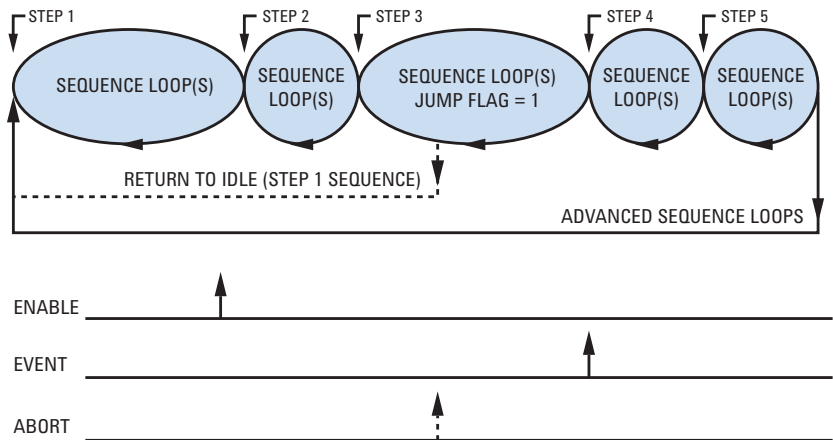 STEP 1
STEP 2
STEP 3
STEP 4
STEP 5
SEQUENCE LOOP(S)
SEQUENCE
LOOP(S)
SEQUENCE LOOP(S)
JUMP FLAG = 1
SEQUENCE
LOOP(S)
SEQUENCE
LOOP(S)
RETURN TO IDLE (STEP 1 SEQUENCE)
ADVANCED SEQUENCE LOOPS
ENABLE
EVENT
ABORT